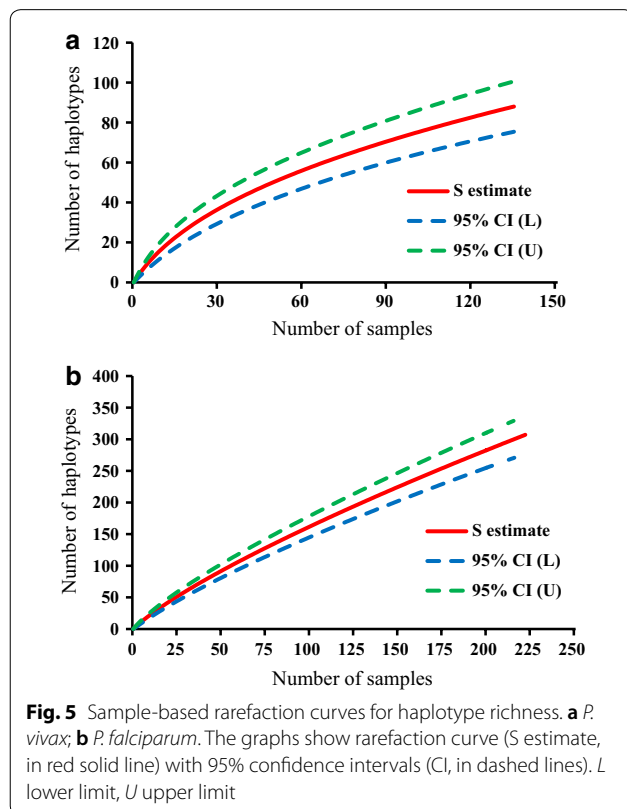 a
120
100
80
60
40
20
0
Number of haplotypes
S estimate
95% CI (L)
95% CI (U)
0 30 60 90 120 150
Number of samples
b
400
350
300
250
200
150
100
50
0
Number of haplotypes
S estimate
95% CI (L)
95% CI (U)
0 25 50 75 100 125 150 175 200 225 250
Number of samples
Fig. 5 Sample-based rarefaction curves for haplotype richness. a P.
vivax; b P. falciparum. The graphs show rarefaction curve (S estimate,
in red solid line) with 95% confidence intervals (CI, in dashed lines). L
lower limit, U upper limit